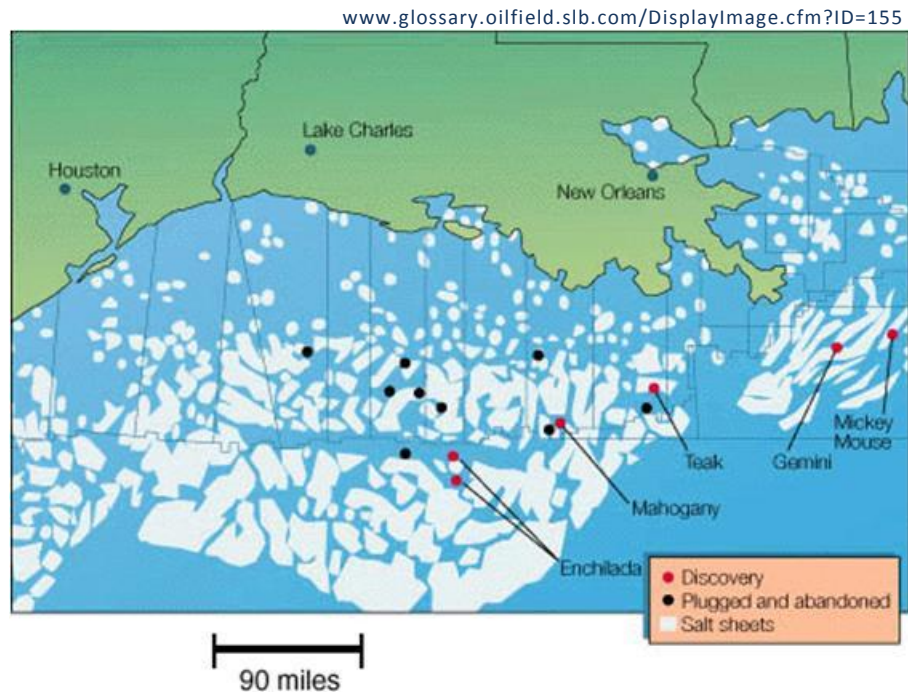 www.glossary.oilfield.slb.com/DisplayImage.cfm?ID=155
Lake Charles
Houston
New Orleans
Mickey
Mouse
Teak
Gemini
Mahogany
Enchilada
Discovery
Plugged and abandoned
Salt sheets
90 miles